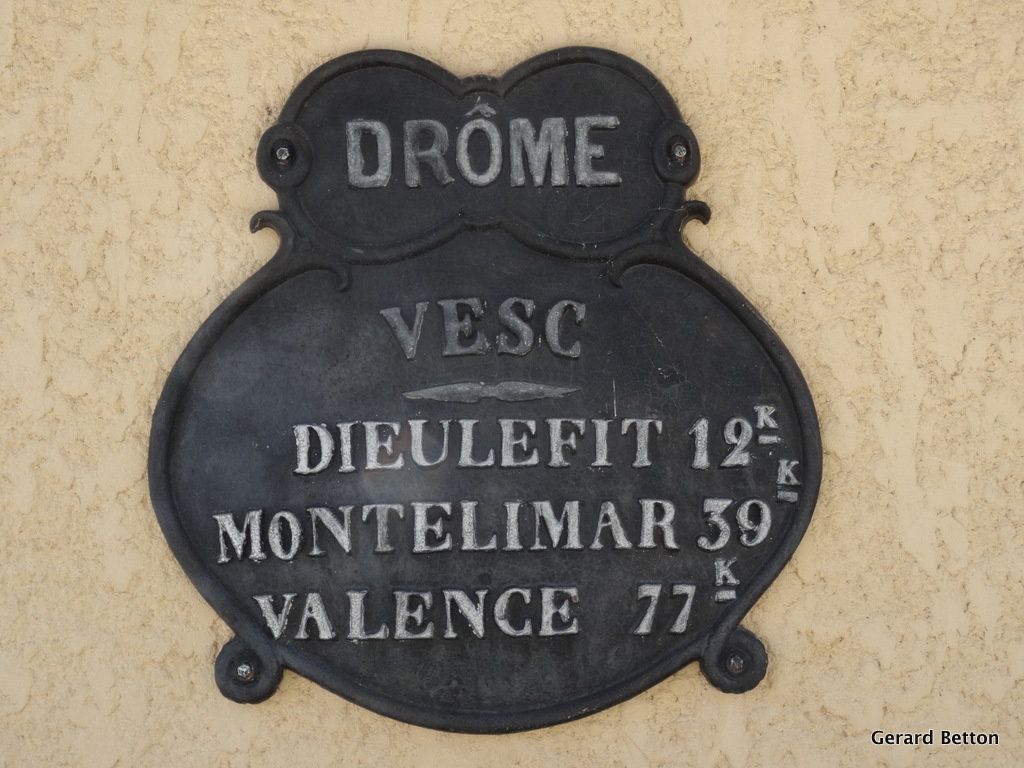 DRÔME
VESC
DIEULEFIT 12K
MONTELIMAR 39K
VALENCE 77K
Gerard Betton